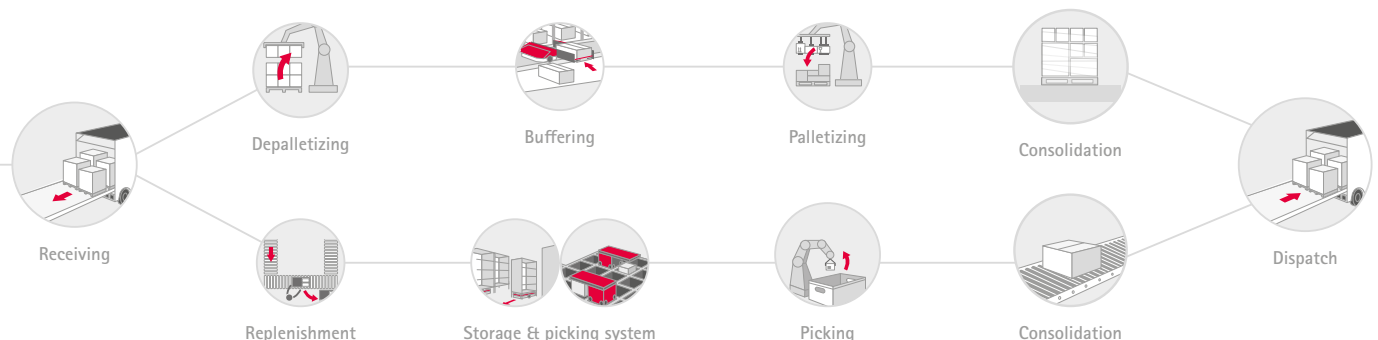 Receiving
Depalletizing
Buffering
Palletizing
Consolidation
Replenishment
Storage & picking system
Picking
Consolidation
Dispatch